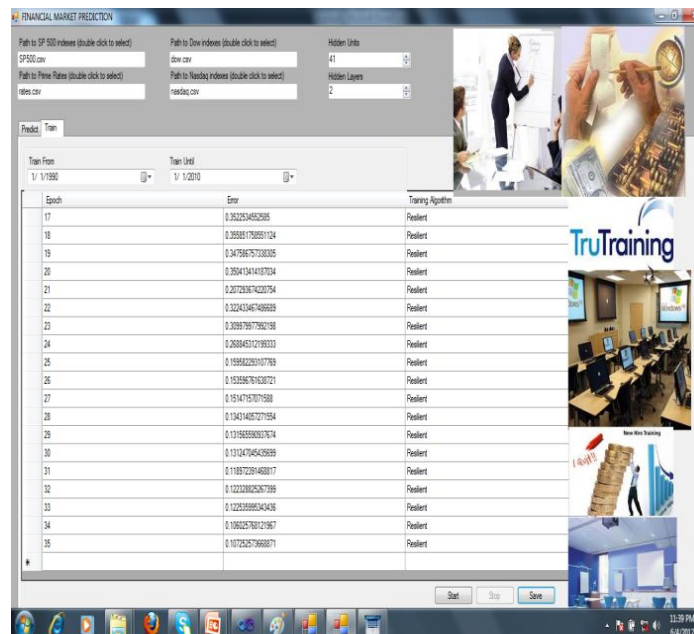 FINANCIAL MARKET PREDICTION
Path to SP 500 indexes (double click to select)
Path to Dow indexes (double click to select)
Hidden Units
SP500.csv
dow.csv
41
Path to Prime Rates (double click to select)
Path to Nasdaq indexes (double click to select)
Hidden Layers
rates.csv
nasdaq.csv
2
Predict
Train
Train From
Train Until
1/ 1/1990
1/ 1/2010
Epoch Error Training Algorithm
17 0.3522534552585 Resilient
18 0.355851758551124 Resilient
19 0.347586757338305 Resilient
20 0.350413414187034 Resilient
21 0.207293674220754 Resilient
22 0.322433467486689 Resilient
23 0.309979977992198 Resilient
24 0.268845312199333 Resilient
25 0.159582293107769 Resilient
26 0.153596761638721 Resilient
27 0.15147157071588 Resilient
28 0.134314057271554 Resilient
29 0.131565590937674 Resilient
30 0.131247045435699 Resilient
31 0.118972391468817 Resilient
32 0.122328825267399 Resilient
33 0.122535995343436 Resilient
34 0.106025768121967 Resilient
35 0.107252573668871 Resilient
*
TruTraining
New Hire Training
I Quit!!
Start
Stop
Save
11:39 PM